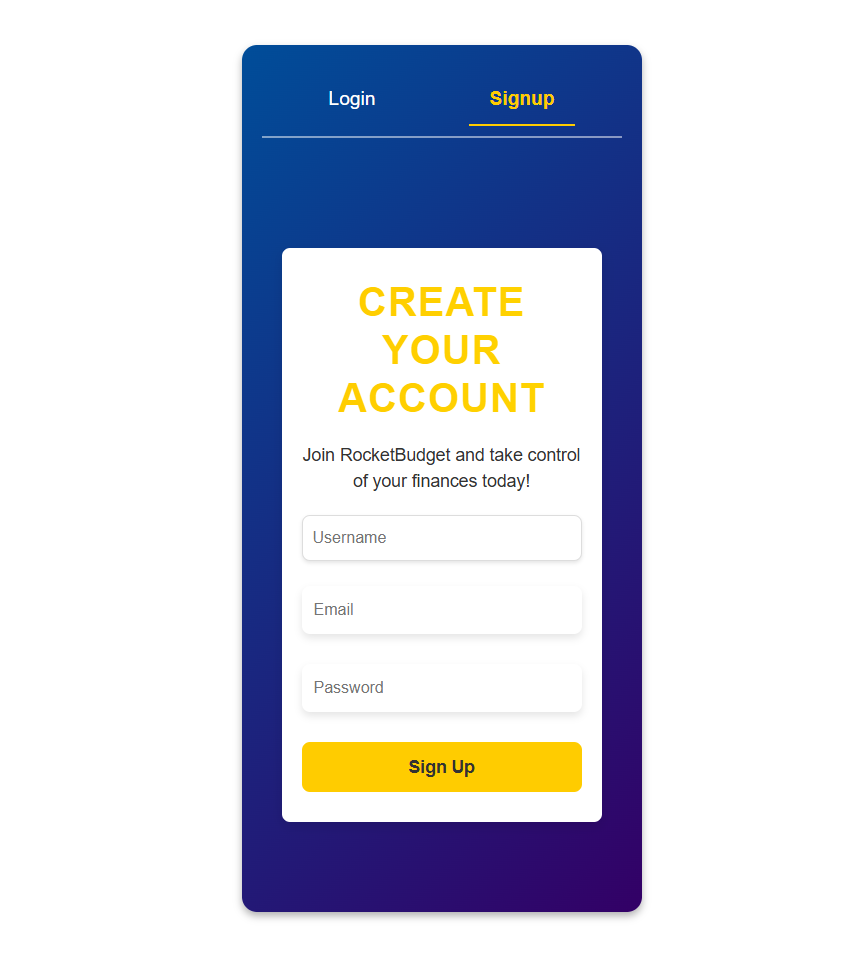 Login
Signup
CREATE
YOUR
ACCOUNT
Join RocketBudget and take control
of your finances today!
Username
Email
Password
Sign Up